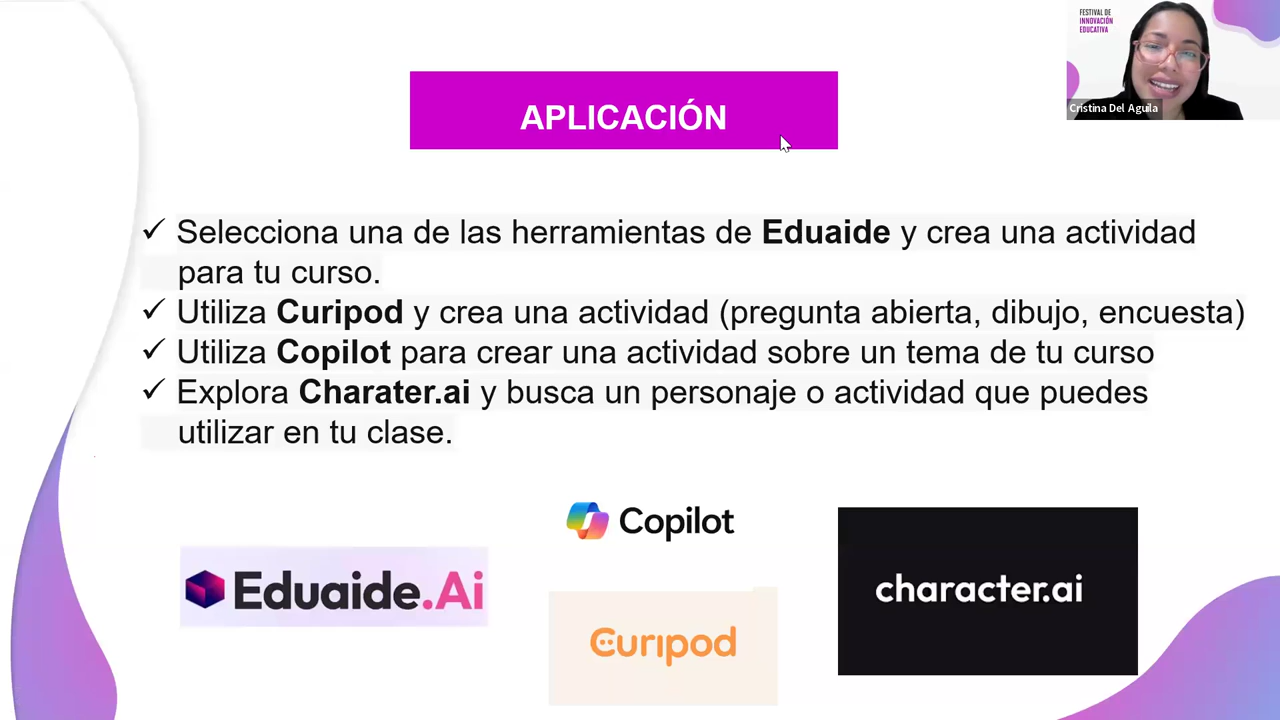 FESTIVAL DE
INNOVACIÓN
EDUCATIVA
Cristina Del Aguila
APLICACIÓN
✓ Selecciona una de las herramientas de Eduaide y crea una actividad
para tu curso.
✓ Utiliza Curipod y crea una actividad (pregunta abierta, dibujo, encuesta)
✓ Utiliza Copilot para crear una actividad sobre un tema de tu curso
✓ Explora Charater.ai y busca un personaje o actividad que puedes
utilizar en tu clase.
Copilot
Eduaide.Ai
character.ai
Curipod